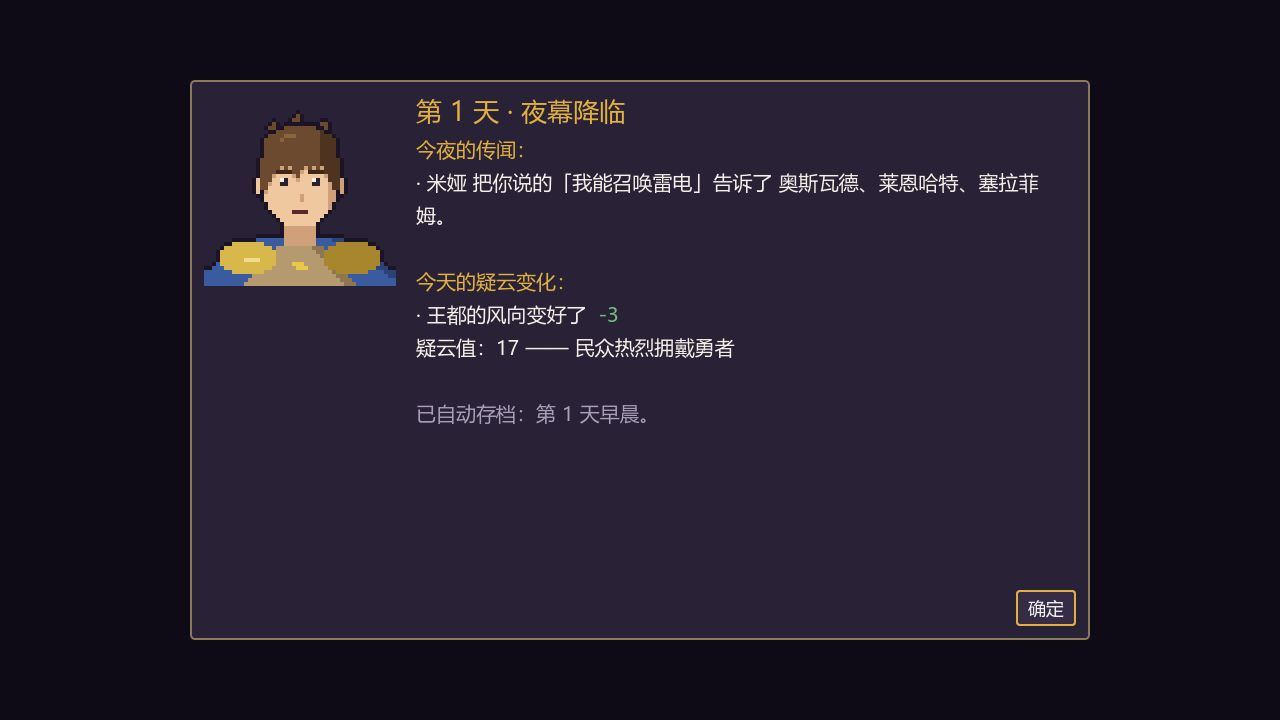 第 1 天 · 夜幕降临
今夜的传闻：
· 米娅 把你说的「我能召唤雷电」告诉了 奥斯瓦德、莱恩哈特、塞拉菲
姆。
今天的疑云变化：
· 王都的风向变好了 -3
疑云值：17 —— 民众热烈拥戴勇者
已自动存档：第 1 天早晨。
确定